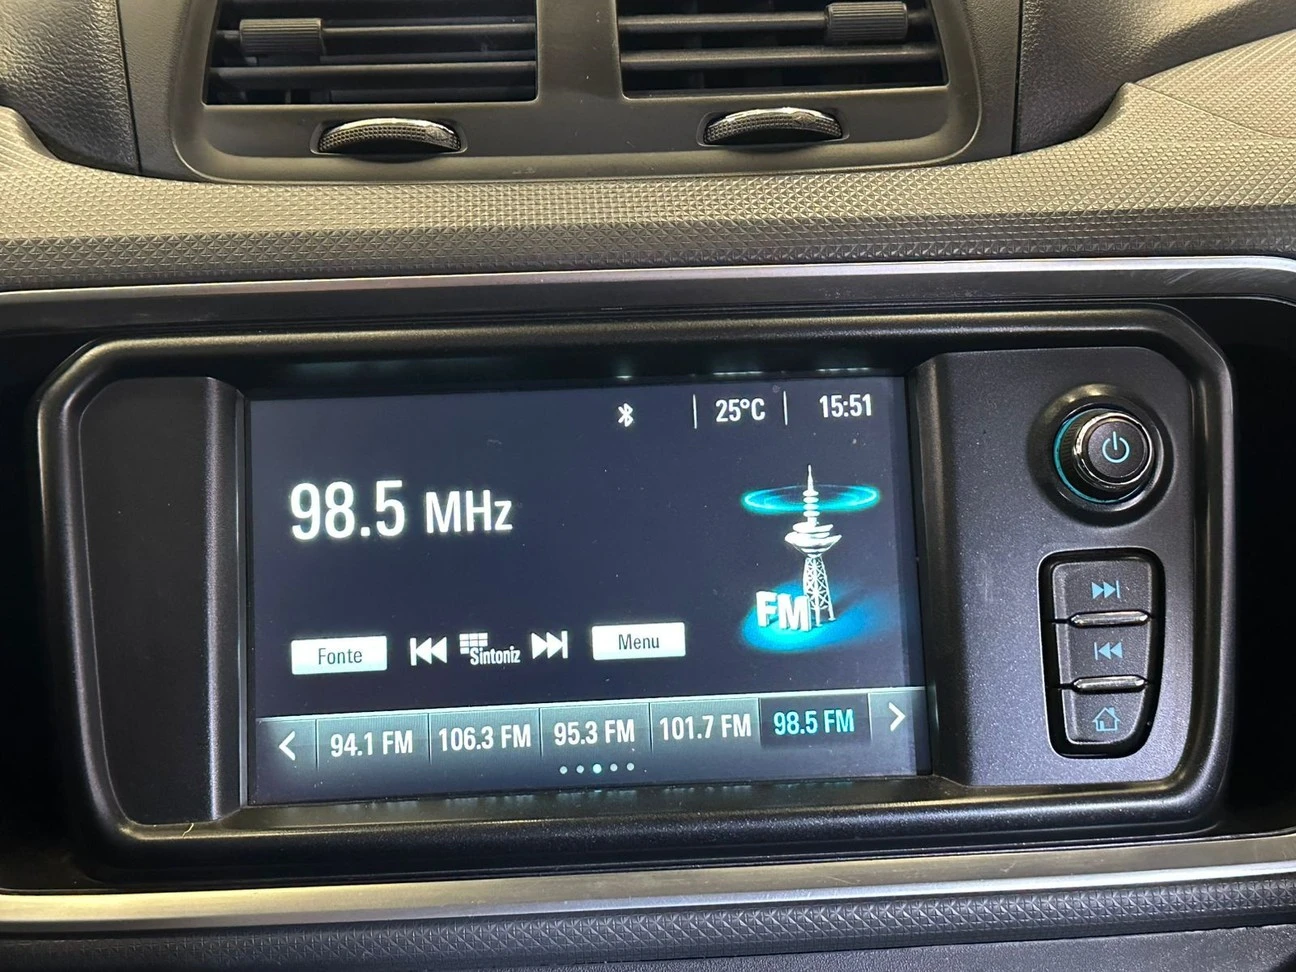 25°C 15:51
98.5 MHz
FM
Fonte Sintoniz Menu
94.1 FM 106.3 FM 95.3 FM 101.7 FM 98.5 FM